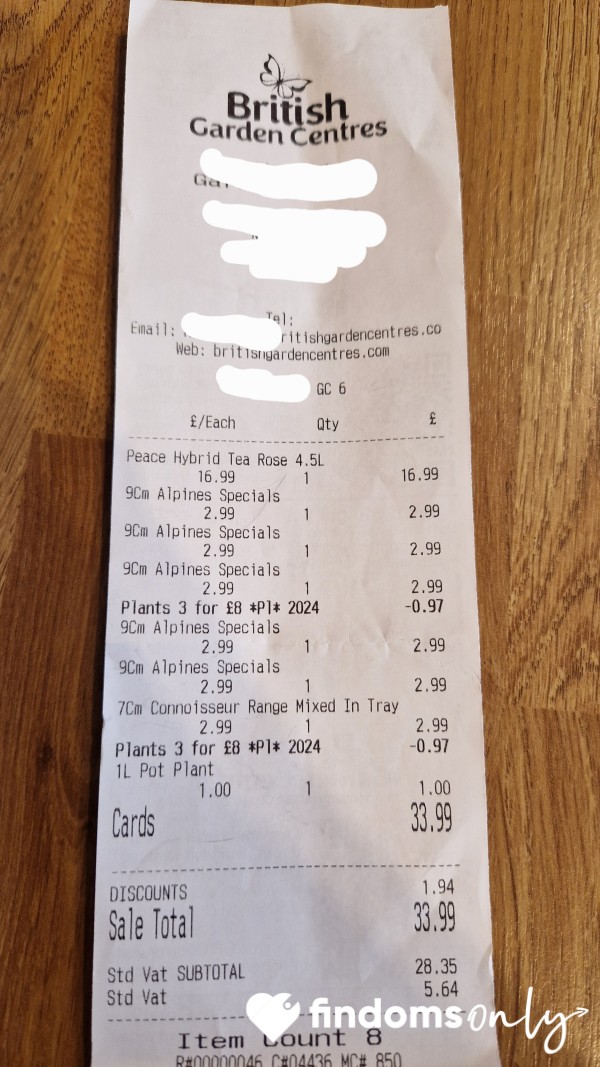 British
Garden Centres
Tel:
Email: ritishgardencentres.co
Web: britishgardencentres.com
GC 6
£/Each Qty £
Peace Hybrid Tea Rose 4.5L
16.99 1 16.99
9Cm Alpines Specials
2.99 1 2.99
9Cm Alpines Specials
2.99 1 2.99
9Cm Alpines Specials
2.99 1 2.99
Plants 3 for £8 *Pl* 2024 -0.97
9Cm Alpines Specials
2.99 1 2.99
9Cm Alpines Specials
2.99 1 2.99
7Cm Connoisseur Range Mixed In Tray
2.99 1 2.99
Plants 3 for £8 *Pl* 2024 -0.97
1L Pot Plant
1.00 1 1.00
Cards 33.99
DISCOUNTS 1.94
Sale Total 33.99
Std Vat SUBTOTAL 28.35
Std Vat 5.64
findomsonly
Item Count 8
R#00000046 C#04436 MC# 850